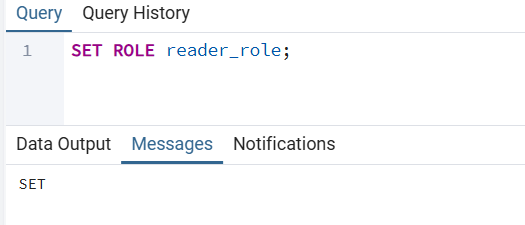 Query Query History
1 SET ROLE reader_role;
Data Output Messages Notifications
SET